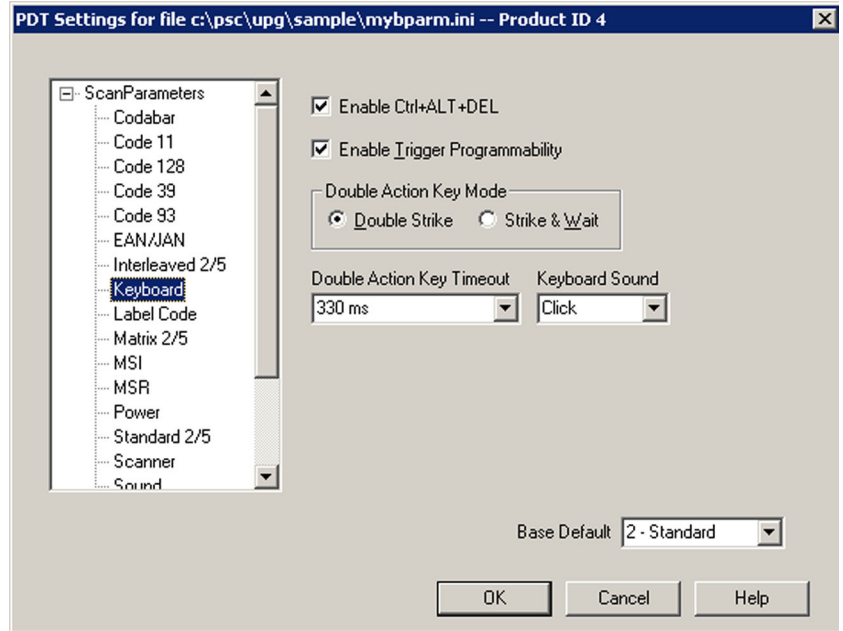 PDT Settings for file c:\psc\upg\sample\mybparm.ini -- Product ID 4
ScanParameters
Codabar
Code 11
Code 128
Code 39
Code 93
EAN/JAN
Interleaved 2/5
Keyboard
Label Code
Matrix 2/5
MSI
MSR
Power
Standard 2/5
Scanner
Sound
Enable Ctrl+ALT+DEL
Enable Trigger Programmability
Double Action Key Mode
Double Strike Strike & Wait
Double Action Key Timeout Keyboard Sound
330 ms Click
Base Default 2 - Standard
OK Cancel Help